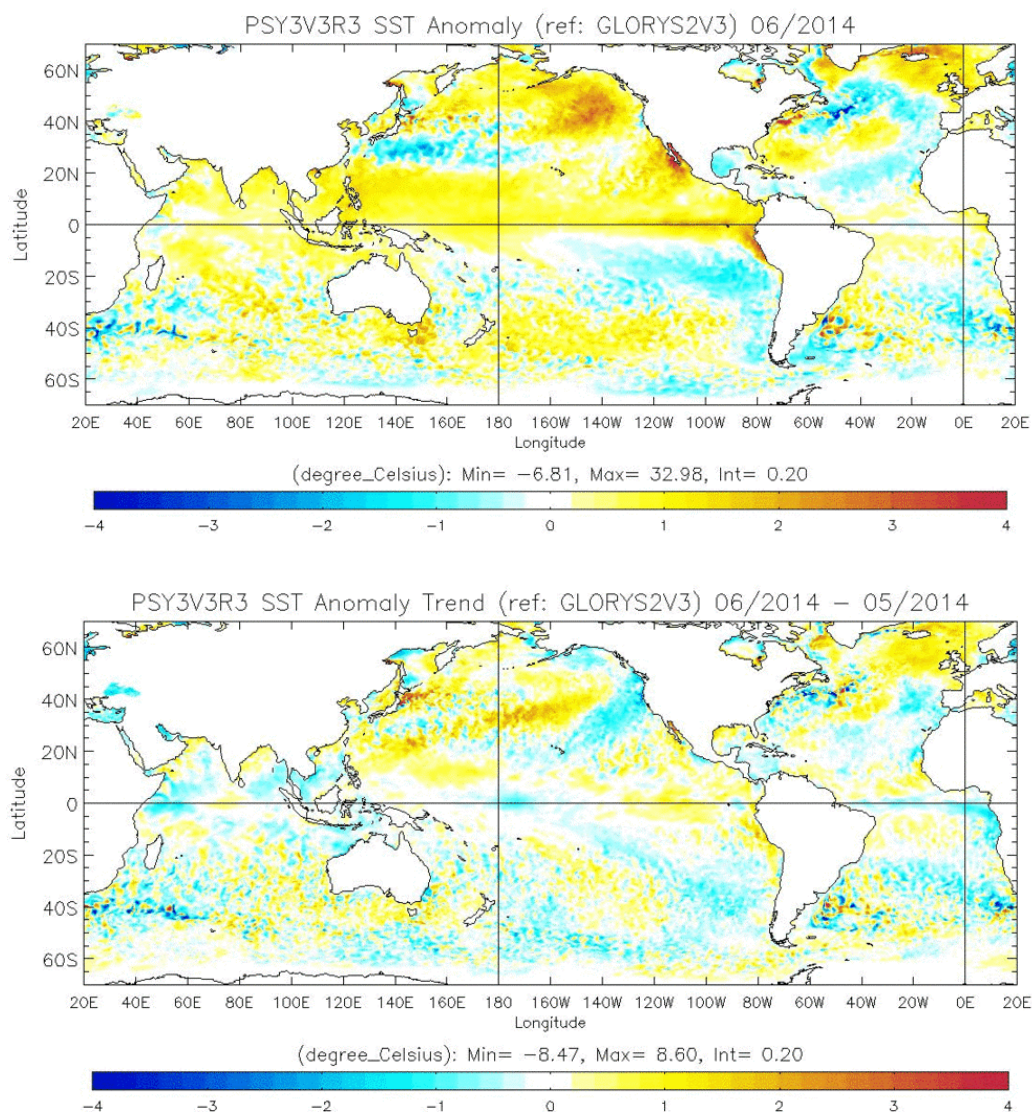 PSY3V3R3 SST Anomaly (ref: GLORYS2V3) 06/2014
60N
40N
20N
0
20S
40S
60S
Latitude
20E 40E 60E 80E 100E 120E 140E 160E 180 160W 140W 120W 100W 80W 60W 40W 20W 0E 20E
Longitude
(degree_Celsius): Min= -6.81, Max= 32.98, Int= 0.20
-4 -3 -2 -1 0 1 2 3 4
PSY3V3R3 SST Anomaly Trend (ref: GLORYS2V3) 06/2014 - 05/2014
60N
40N
20N
0
20S
40S
60S
Latitude
20E 40E 60E 80E 100E 120E 140E 160E 180 160W 140W 120W 100W 80W 60W 40W 20W 0E 20E
Longitude
(degree_Celsius): Min= -8.47, Max= 8.60, Int= 0.20
-4 -3 -2 -1 0 1 2 3 4